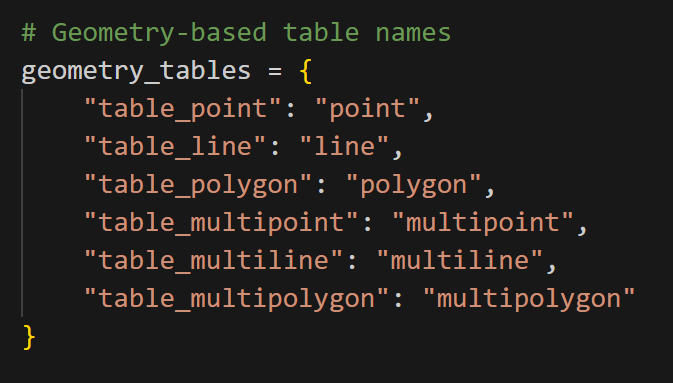 # Geometry-based table names
geometry_tables = {
    "table_point": "point",
    "table_line": "line",
    "table_polygon": "polygon",
    "table_multipoint": "multipoint",
    "table_multiline": "multiline",
    "table_multipolygon": "multipolygon"
}